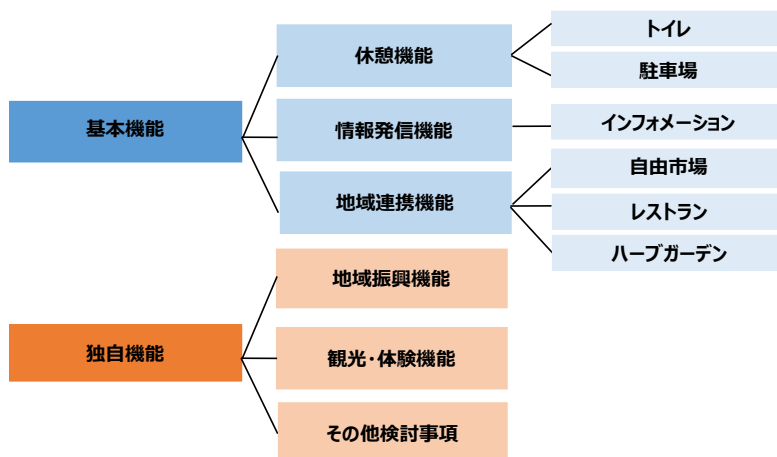 基本機能
休憩機能
トイレ
駐車場
情報発信機能
インフォメーション
地域連携機能
自由市場
レストラン
ハーブガーデン
独自機能
地域振興機能
観光・体験機能
その他検討事項